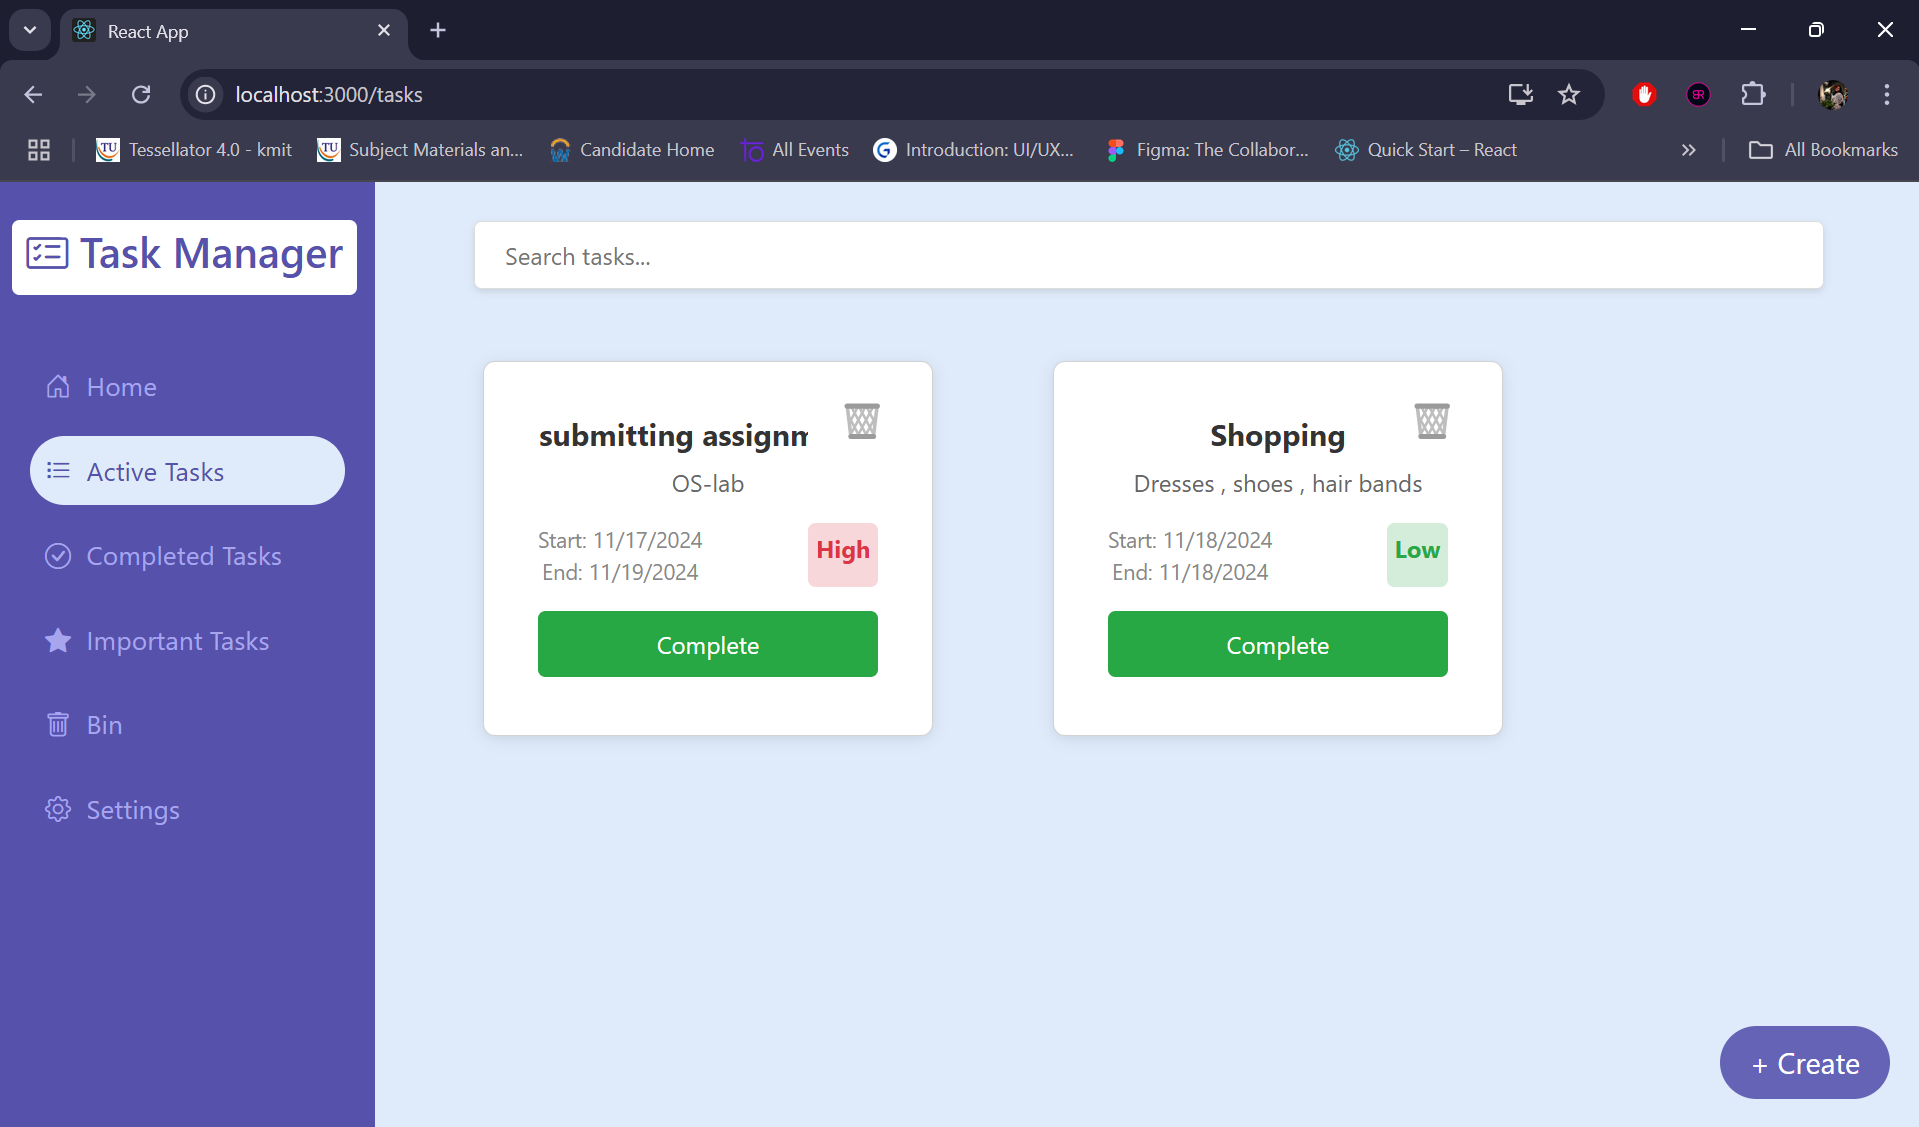 React App
localhost:3000/tasks
Tessellator 4.0 - kmit
Subject Materials an...
Candidate Home
All Events
Introduction: UI/UX...
Figma: The Collabor...
Quick Start – React
All Bookmarks
Task Manager
Home
Active Tasks
Completed Tasks
Important Tasks
Bin
Settings
Search tasks...
submitting assignm
OS-lab
Start: 11/17/2024
End: 11/19/2024
High
Complete
Shopping
Dresses , shoes , hair bands
Start: 11/18/2024
End: 11/18/2024
Low
Complete
+ Create